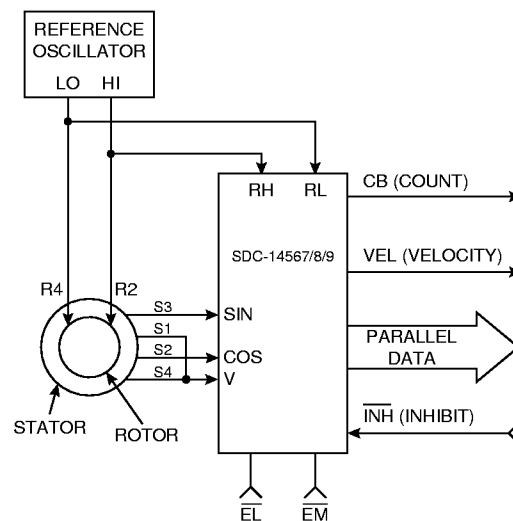 REFERENCE
OSCILLATOR
LO HI
RH RL
CB (COUNT)
SDC-14567/8/9
VEL (VELOCITY)
R4 R2
S3
SIN
S1
PARALLEL
DATA
S2
COS
S4
V
INH (INHIBIT)
STATOR
ROTOR
EL EM